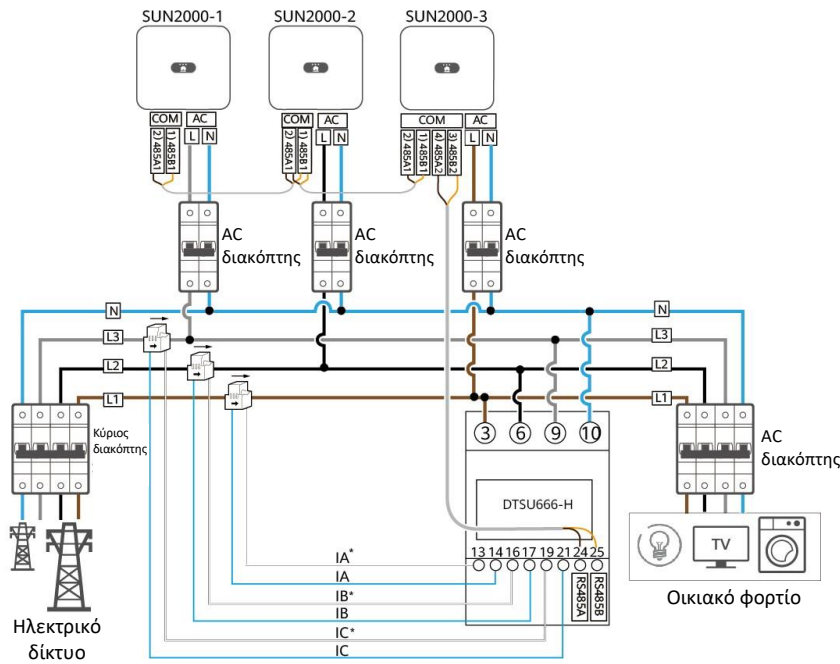 SUN2000-1
SUN2000-2
SUN2000-3
COM
AC
COM
AC
COM
AC
2) 485A1
1) 485B1
L
N
2) 485A1
1) 485B1
L
N
2) 485A1
1) 485B1
4) 485A2
3) 485B2
L
N
AC
διακόπτης
AC
διακόπτης
AC
διακόπτης
N
N
L3
L3
L2
L2
L1
L1
Κύριος
διακόπτης
3
6
9
10
AC
διακόπτης
DTSU666-H
TV
IA*
13 14 16 17 19 21 24 25
IA
IB*
IB
IC*
IC
RS485A
RS485B
Οικιακό φορτίο
Ηλεκτρικό
δίκτυο